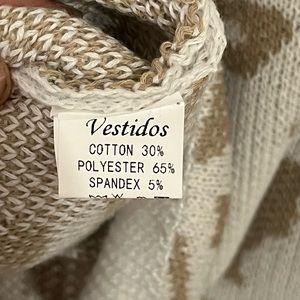 Vestidos
COTTON 30%
POLYESTER 65%
SPANDEX 5%